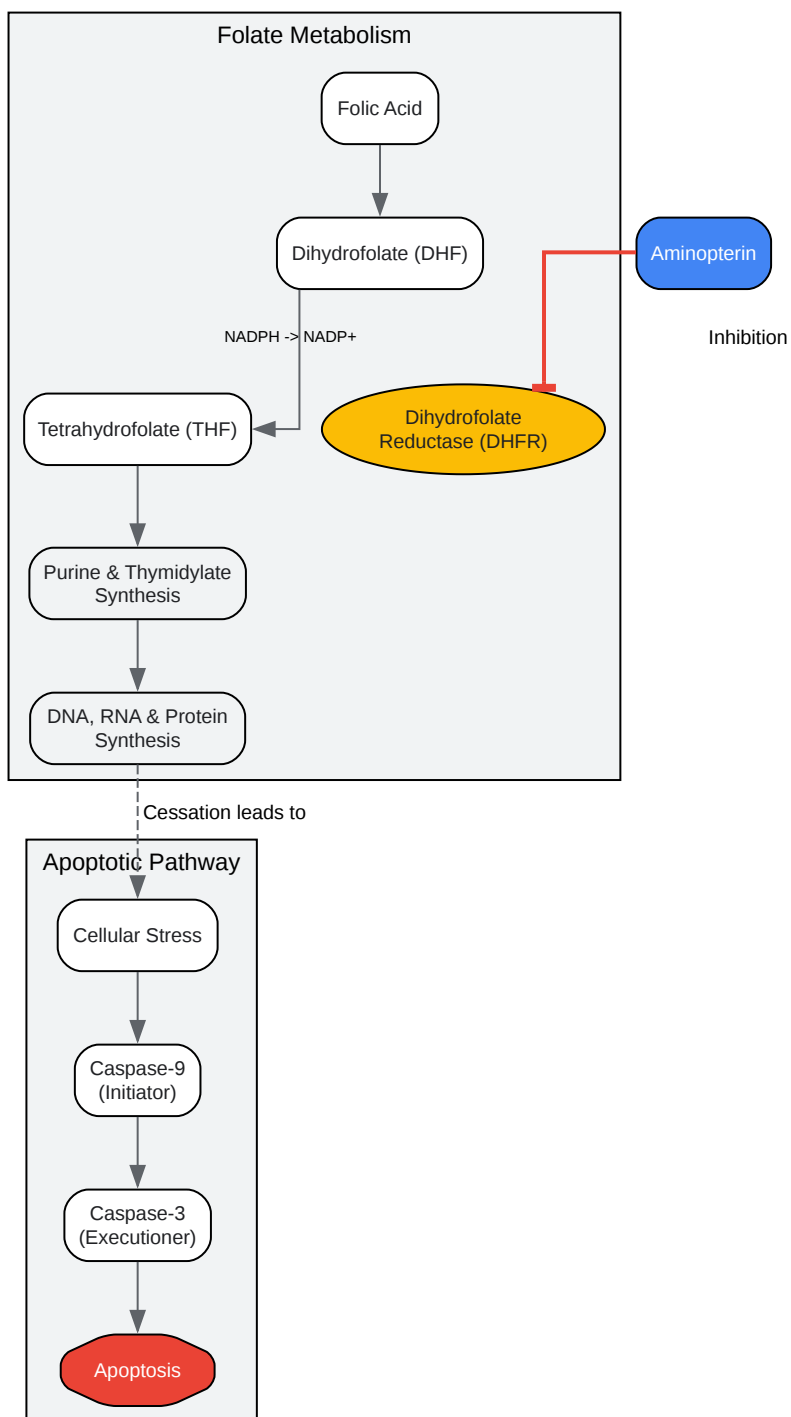 Folate Metabolism
Folic Acid
Dihydrofolate (DHF)
Aminopterin
NADPH -> NADP+
Inhibition
Tetrahydrofolate (THF)
Dihydrofolate
Reductase (DHFR)
Purine & Thymidylate
Synthesis
DNA, RNA & Protein
Synthesis
Cessation leads to
Apoptotic Pathway
Cellular Stress
Caspase-9
(Initiator)
Caspase-3
(Executioner)
Apoptosis